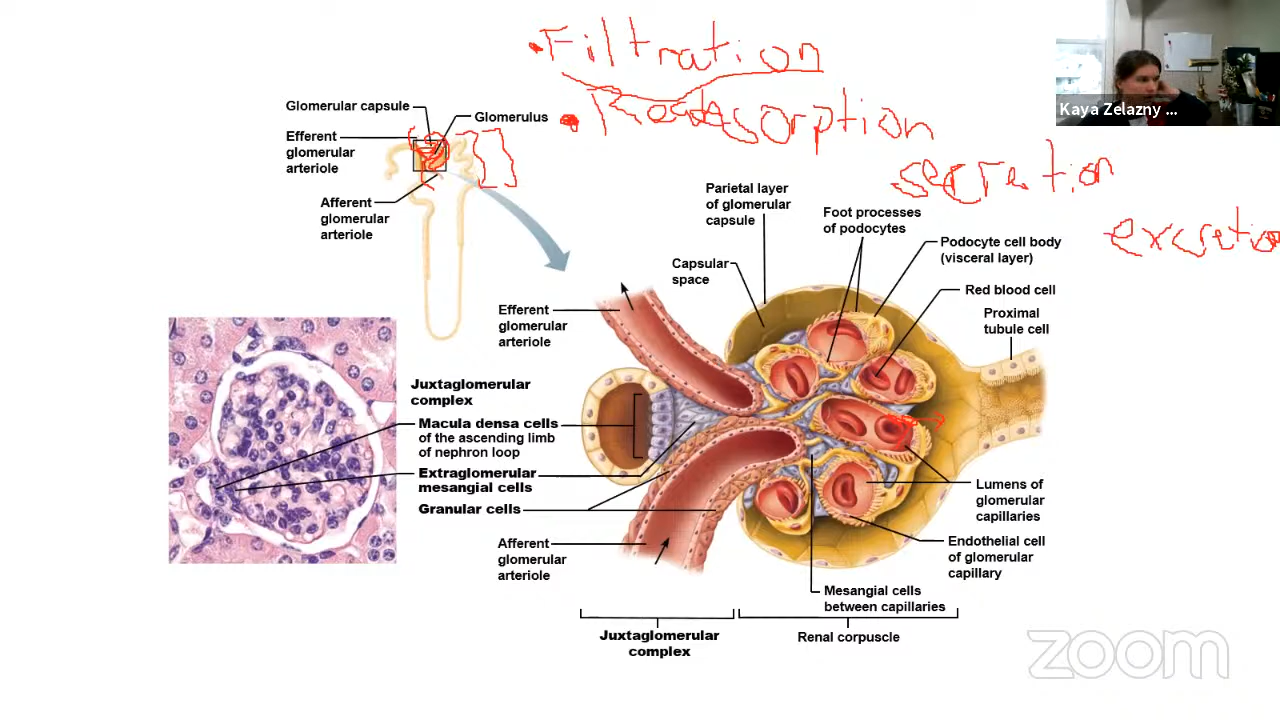 • Filtration
• Reabsorption
secretion
excretion
Kaya Zelazny ...
Glomerular capsule
Glomerulus
Efferent
glomerular
arteriole
Afferent
glomerular
arteriole
Parietal layer
of glomerular
capsule
Foot processes
of podocytes
Podocyte cell body
(visceral layer)
Capsular
space
Red blood cell
Proximal
tubule cell
Efferent
glomerular
arteriole
Juxtaglomerular
complex
Macula densa cells
of the ascending limb
of nephron loop
Extraglomerular
mesangial cells
Granular cells
Afferent
glomerular
arteriole
Lumens of
glomerular
capillaries
Endothelial cell
of glomerular
capillary
Mesangial cells
between capillaries
Juxtaglomerular
complex
Renal corpuscle
zoom